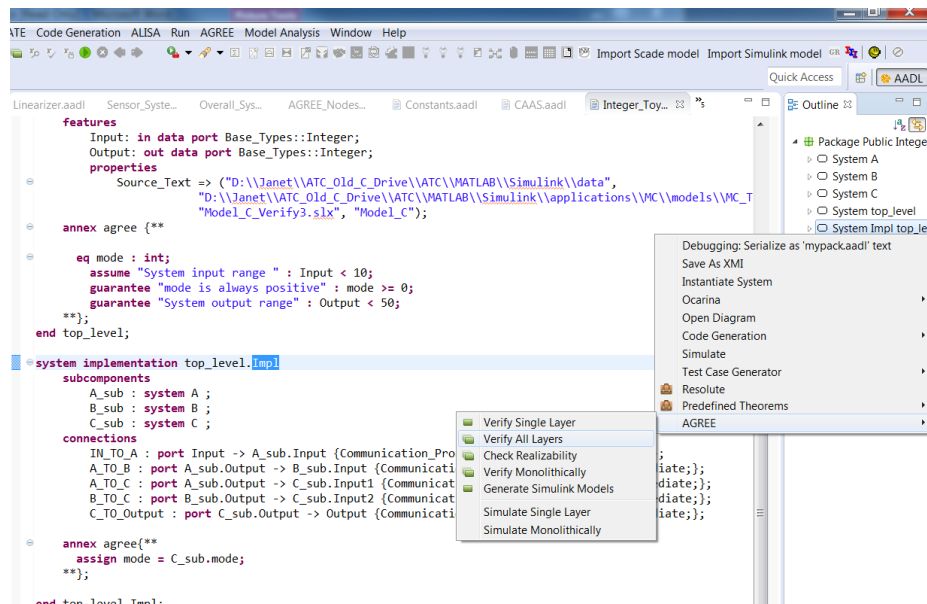 ATE Code Generation ALISA Run AGREE Model Analysis Window Help
Import Scade model Import Simulink model GR
Quick Access AADL
Linearizer.aadl Sensor_Syste... Overall_Sys... AGREE_Nodes... Constants.aadl CAAS.aadl Integer_Toy... 5
Outline
features
Input: in data port Base_Types::Integer;
Output: out data port Base_Types::Integer;
properties
Source_Text => ("D:\\Janet\\ATC_Old_C_Drive\\ATC\\MATLAB\\Simulink\\data",
"D:\\Janet\\ATC_Old_C_Drive\\ATC\\MATLAB\\Simulink\\applications\\MC\\models\\MC_T
"Model_C_Verify3.slx", "Model_C");
annex agree {**
eq mode : int;
assume "System input range " : Input < 10;
guarantee "mode is always positive" : mode >= 0;
guarantee "System output range" : Output < 50;
**};
end top_level;
system implementation top_level.Impl
subcomponents
A_sub : system A ;
B_sub : system B ;
C_sub : system C ;
connections
IN_TO_A : port Input -> A_sub.Input {Communication_Pro ;
A_TO_B : port A_sub.Output -> B_sub.Input {Communicati iate;};
A_TO_C : port A_sub.Output -> C_sub.Input1 {Communicat diate;};
B_TO_C : port B_sub.Output -> C_sub.Input2 {Communicat diate;};
C_TO_Output : port C_sub.Output -> Output {Communicati iate;};
annex agree{**
assign mode = C_sub.mode;
**};
end top_level.Impl;
Package Public Intege
System A
System B
System C
System top_level
System Impl top_le
Debugging: Serialize as 'mypack.aadl' text
Save As XMI
Instantiate System
Ocarina
Open Diagram
Code Generation
Simulate
Test Case Generator
Resolute
Predefined Theorems
AGREE
Verify Single Layer
Verify All Layers
Check Realizability
Verify Monolithically
Generate Simulink Models
Simulate Single Layer
Simulate Monolithically